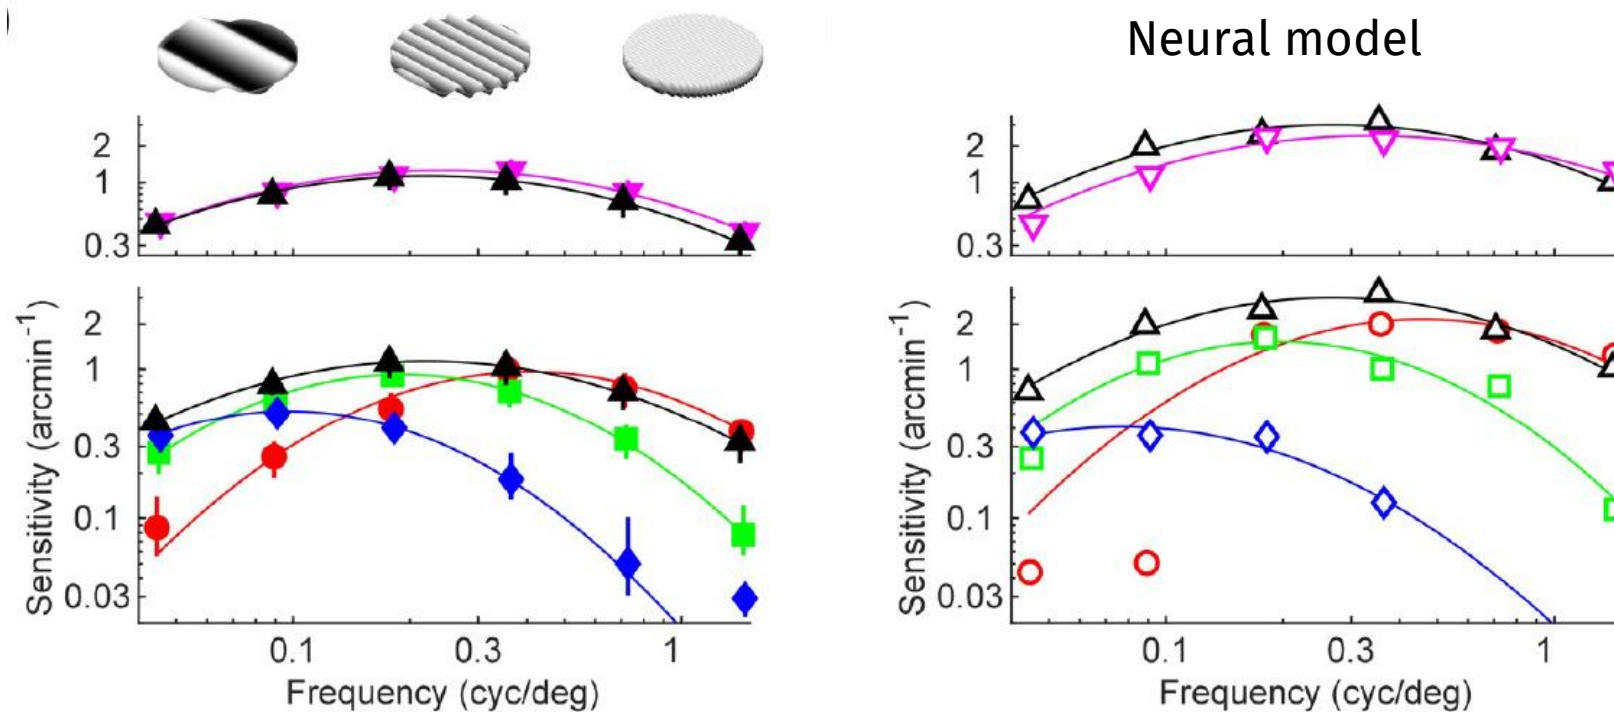 Neural model
2
1
0.3
2
1
0.3
Sensitivity (arcmin⁻¹)
2
1
0.3
0.1
0.03
0.1 0.3 1
Frequency (cyc/deg)
Sensitivity (arcmin⁻¹)
2
1
0.3
0.1
0.03
0.1 0.3 1
Frequency (cyc/deg)